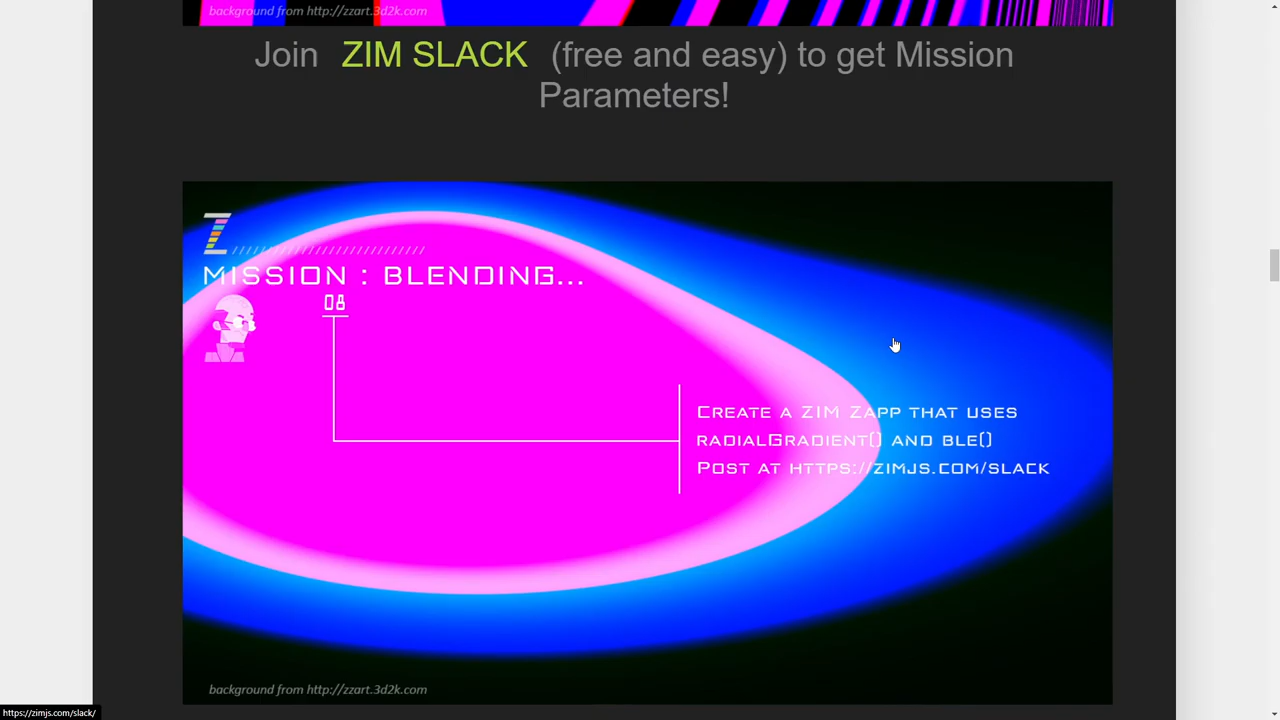 background from http://zzart.3d2k.com
Join ZIM SLACK (free and easy) to get Mission
Parameters!
Z
MISSION : BLENDING...
08
CREATE A ZIM ZAPP THAT USES
RADIALGRADIENT() AND BLE()
POST AT HTTPS://ZIMJS.COM/SLACK
background from http://zzart.3d2k.com
https://zimjs.com/slack/